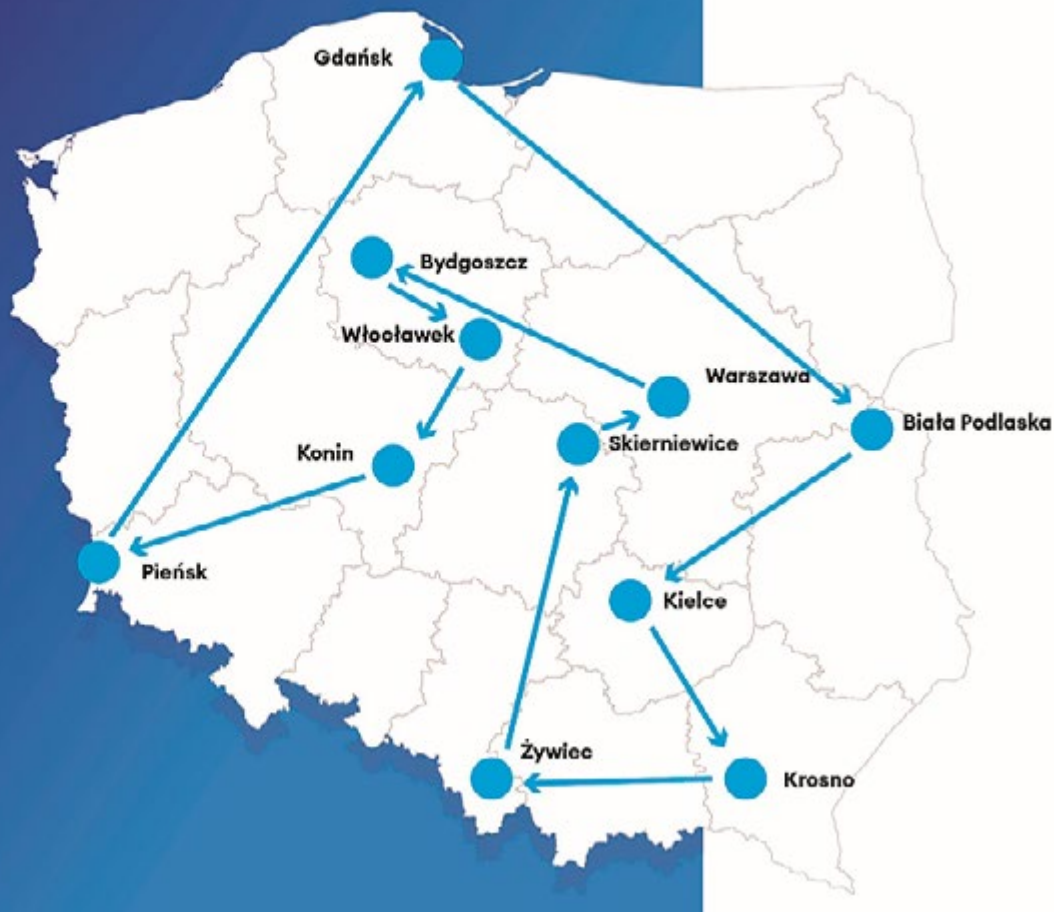 Gdańsk
Bydgoszcz
Włocławek
Warszawa
Biała Podlaska
Skierniewice
Konin
Pieńsk
Kielce
Żywiec
Krosno